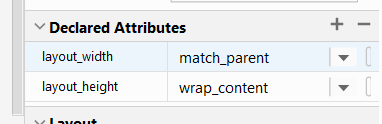 Declared Attributes
layout_width match_parent
layout_height wrap_content
Layout